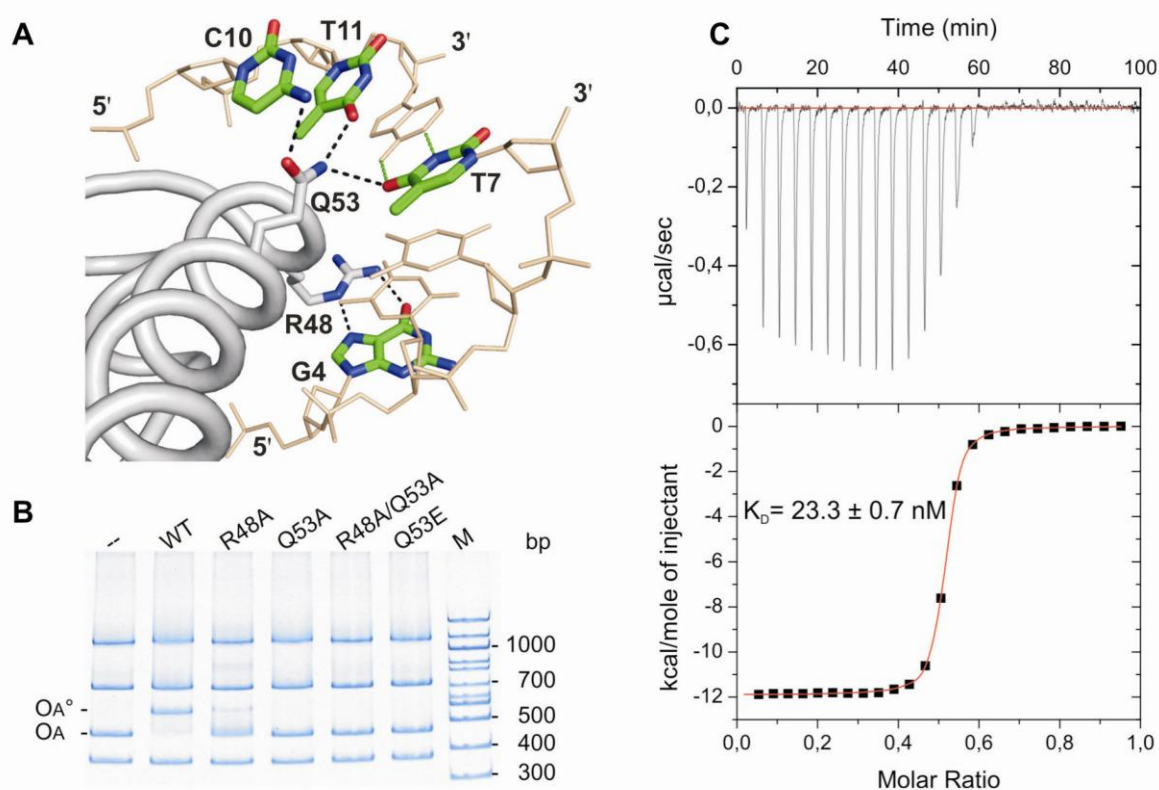 A
C10
T11
3'
5'
3'
Q53
T7
R48
G4
5'
B
--
WT
R48A
Q53A
R48A/Q53A
Q53E
M
bp
1000
700
OA°
500
OA
400
300
C
Time (min)
0 20 40 60 80 100
0,0
-0,2
-0,4
-0,6
µcal/sec
0
-2
-4
-6
-8
-10
-12
kcal/mole of injectant
K_D= 23.3 ± 0.7 nM
0,0 0,2 0,4 0,6 0,8 1,0
Molar Ratio